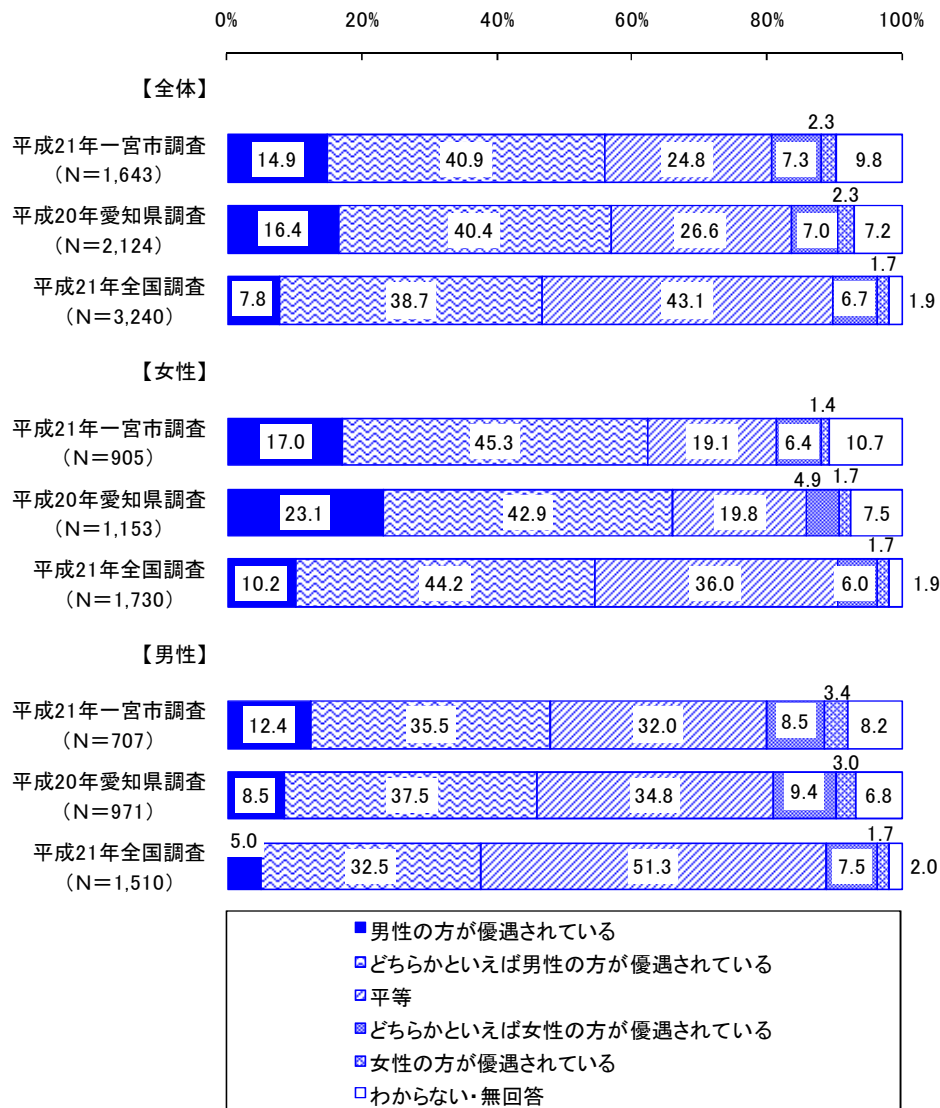 0% 20% 40% 60% 80% 100%
【全体】
平成21年一宮市調査
（N＝1,643）
14.9 40.9 24.8 7.3 2.3 9.8
平成20年愛知県調査
（N＝2,124）
16.4 40.4 26.6 7.0 2.3 7.2
平成21年全国調査
（N＝3,240）
7.8 38.7 43.1 6.7 1.7 1.9
【女性】
平成21年一宮市調査
（N＝905）
17.0 45.3 19.1 6.4 1.4 10.7
平成20年愛知県調査
（N＝1,153）
23.1 42.9 19.8 4.9 1.7 7.5
平成21年全国調査
（N＝1,730）
10.2 44.2 36.0 6.0 1.7 1.9
【男性】
平成21年一宮市調査
（N＝707）
12.4 35.5 32.0 8.5 3.4 8.2
平成20年愛知県調査
（N＝971）
8.5 37.5 34.8 9.4 3.0 6.8
平成21年全国調査
（N＝1,510）
5.0 32.5 51.3 7.5 1.7 2.0
男性の方が優遇されている
どちらかといえば男性の方が優遇されている
平等
どちらかといえば女性の方が優遇されている
女性の方が優遇されている
わからない・無回答